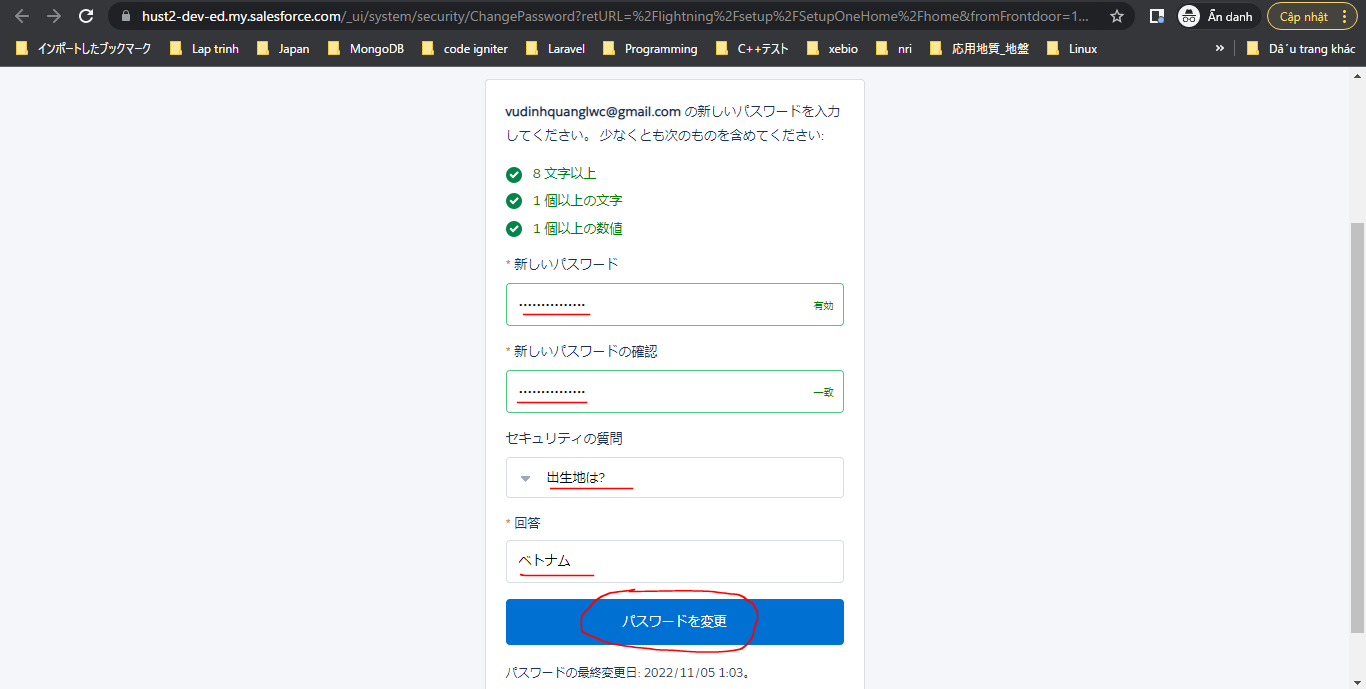 hust2-dev-ed.my.salesforce.com/_ui/system/security/ChangePassword?retURL=%2Flightning%2Fsetup%2FSetupOneHome%2Fhome&fromFrontdoor=1...
Ẩn danh
Cập nhật
インポートしたブックマーク
Lap trinh
Japan
MongoDB
code igniter
Laravel
Programming
C++テスト
xebio
nri
応用地質_地盤
Linux
»
Dấu trang khác
vudinhquanglwc@gmail.com の新しいパスワードを入力
してください。 少なくとも次のものを含めてください:
8 文字以上
1 個以上の文字
1 個以上の数値
* 新しいパスワード
•••••••••••••••
有効
* 新しいパスワードの確認
•••••••••••••••
一致
セキュリティの質問
出生地は?
* 回答
ベトナム
パスワードを変更
パスワードの最終変更日: 2022/11/05 1:03。